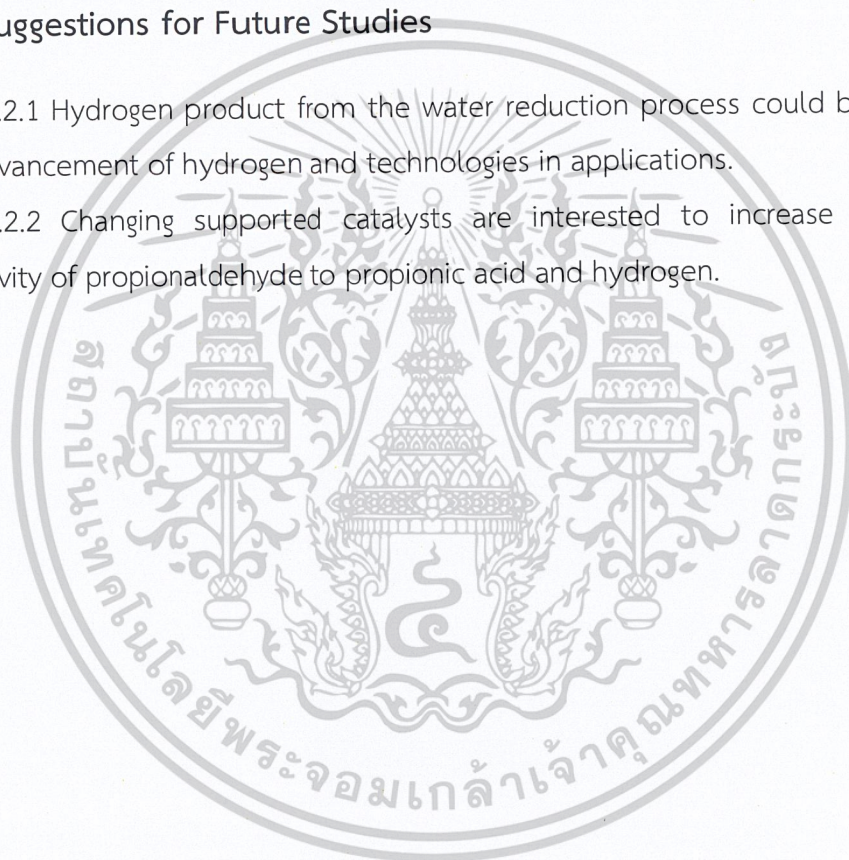 uggestions for Future Studies
.2.1 Hydrogen product from the water reduction process could b
vancement of hydrogen and technologies in applications.
.2.2 Changing supported catalysts are interested to increase
vity of propionaldehyde to propionic acid and hydrogen.
สถาบันเทคโนโลยีพระจอมเกล้าเจ้าคุณทหารลาดกระบัง